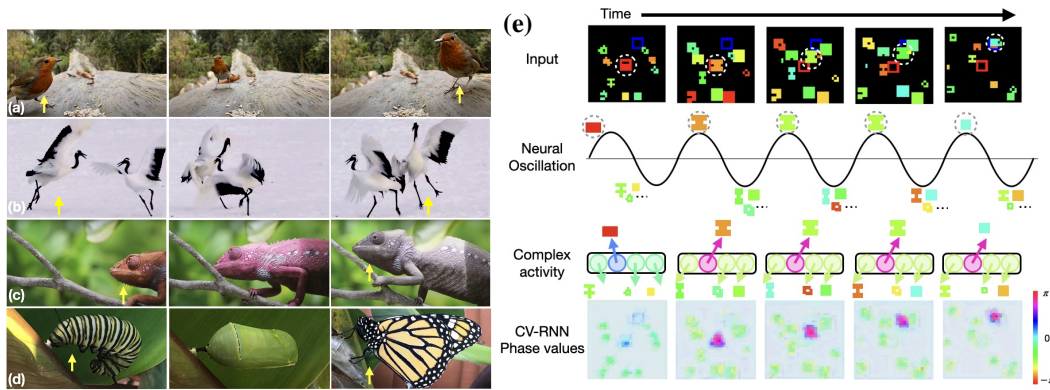 (a)
(b)
(c)
(d)
(e)
Time
Input
Neural
Oscillation
...
...
...
...
...
Complex
activity
CV-RNN
Phase values
π
0